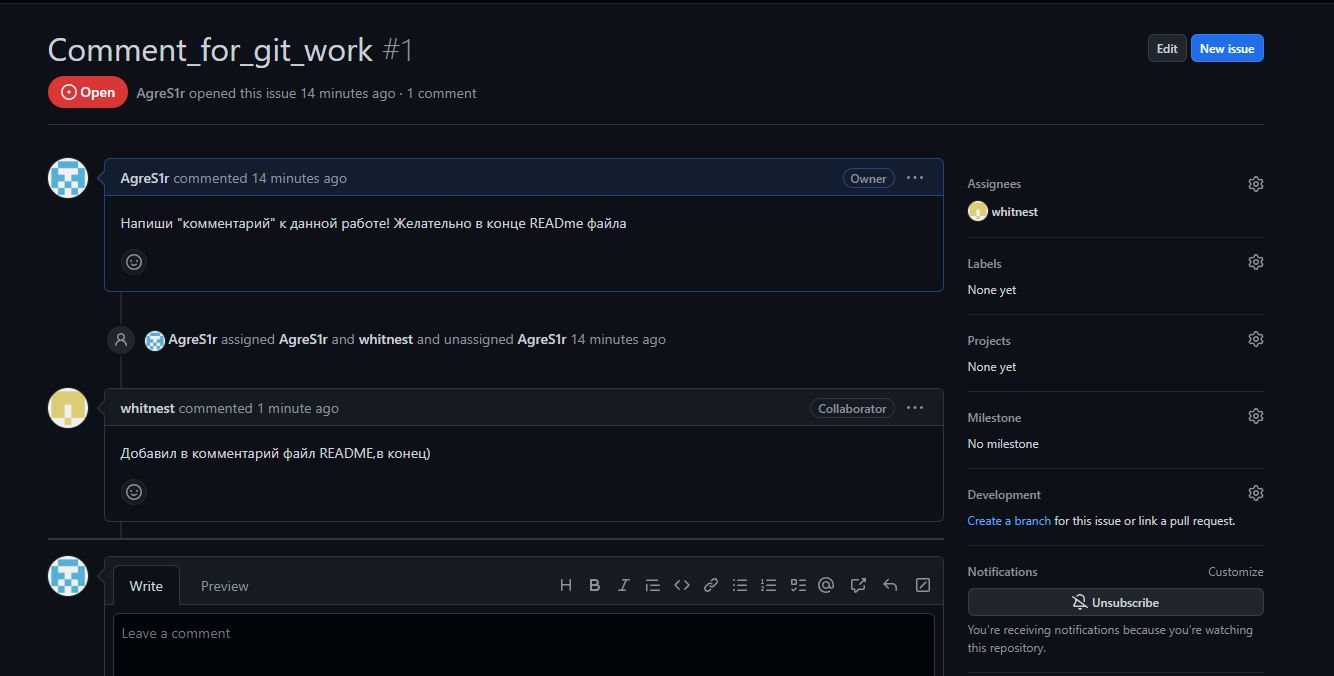 Comment_for_git_work #1
Edit
New issue
Open
AgreS1r opened this issue 14 minutes ago · 1 comment
AgreS1r commented 14 minutes ago
Owner
Напиши "комментарий" к данной работе! Желательно в конце READme файла
AgreS1r assigned AgreS1r and whitnest and unassigned AgreS1r 14 minutes ago
whitnest commented 1 minute ago
Collaborator
Добавил в комментарий файл README,в конец)
Write
Preview
Leave a comment
Assignees
whitnest
Labels
None yet
Projects
None yet
Milestone
No milestone
Development
Create a branch for this issue or link a pull request.
Notifications
Customize
Unsubscribe
You're receiving notifications because you're watching
this repository.